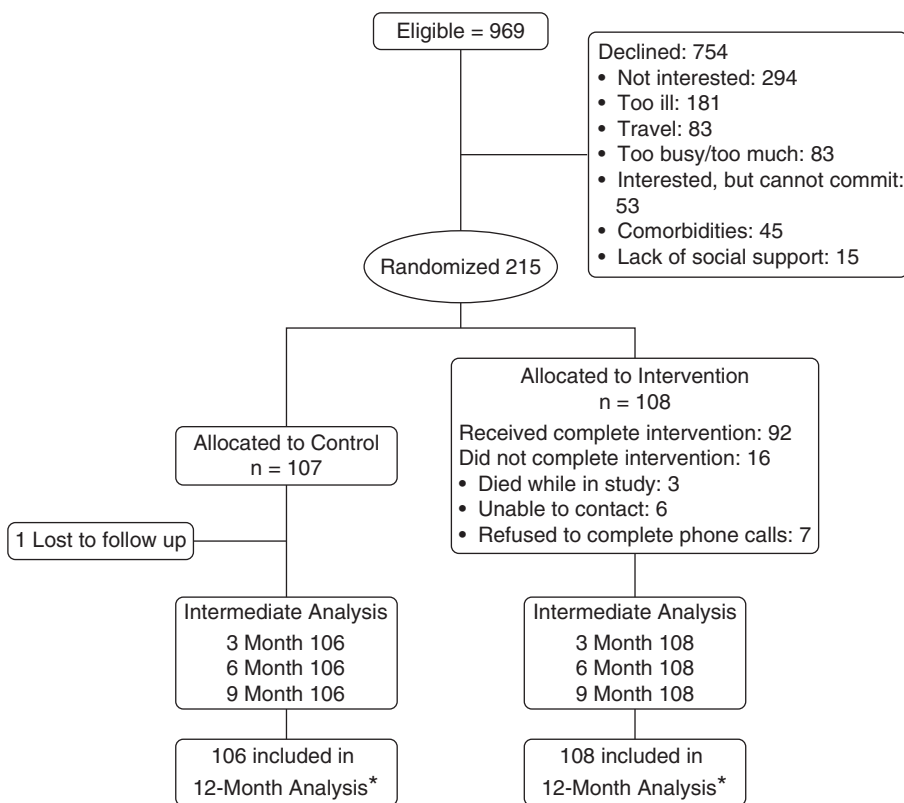 Eligible = 969
Declined: 754
• Not interested: 294
• Too ill: 181
• Travel: 83
• Too busy/too much: 83
• Interested, but cannot commit:
53
• Comorbidities: 45
• Lack of social support: 15
Randomized 215
Allocated to Control
n = 107
1 Lost to follow up
Allocated to Intervention
n = 108
Received complete intervention: 92
Did not complete intervention: 16
• Died while in study: 3
• Unable to contact: 6
• Refused to complete phone calls: 7
Intermediate Analysis
3 Month 106
6 Month 106
9 Month 106
Intermediate Analysis
3 Month 108
6 Month 108
9 Month 108
106 included in
12-Month Analysis*
108 included in
12-Month Analysis*